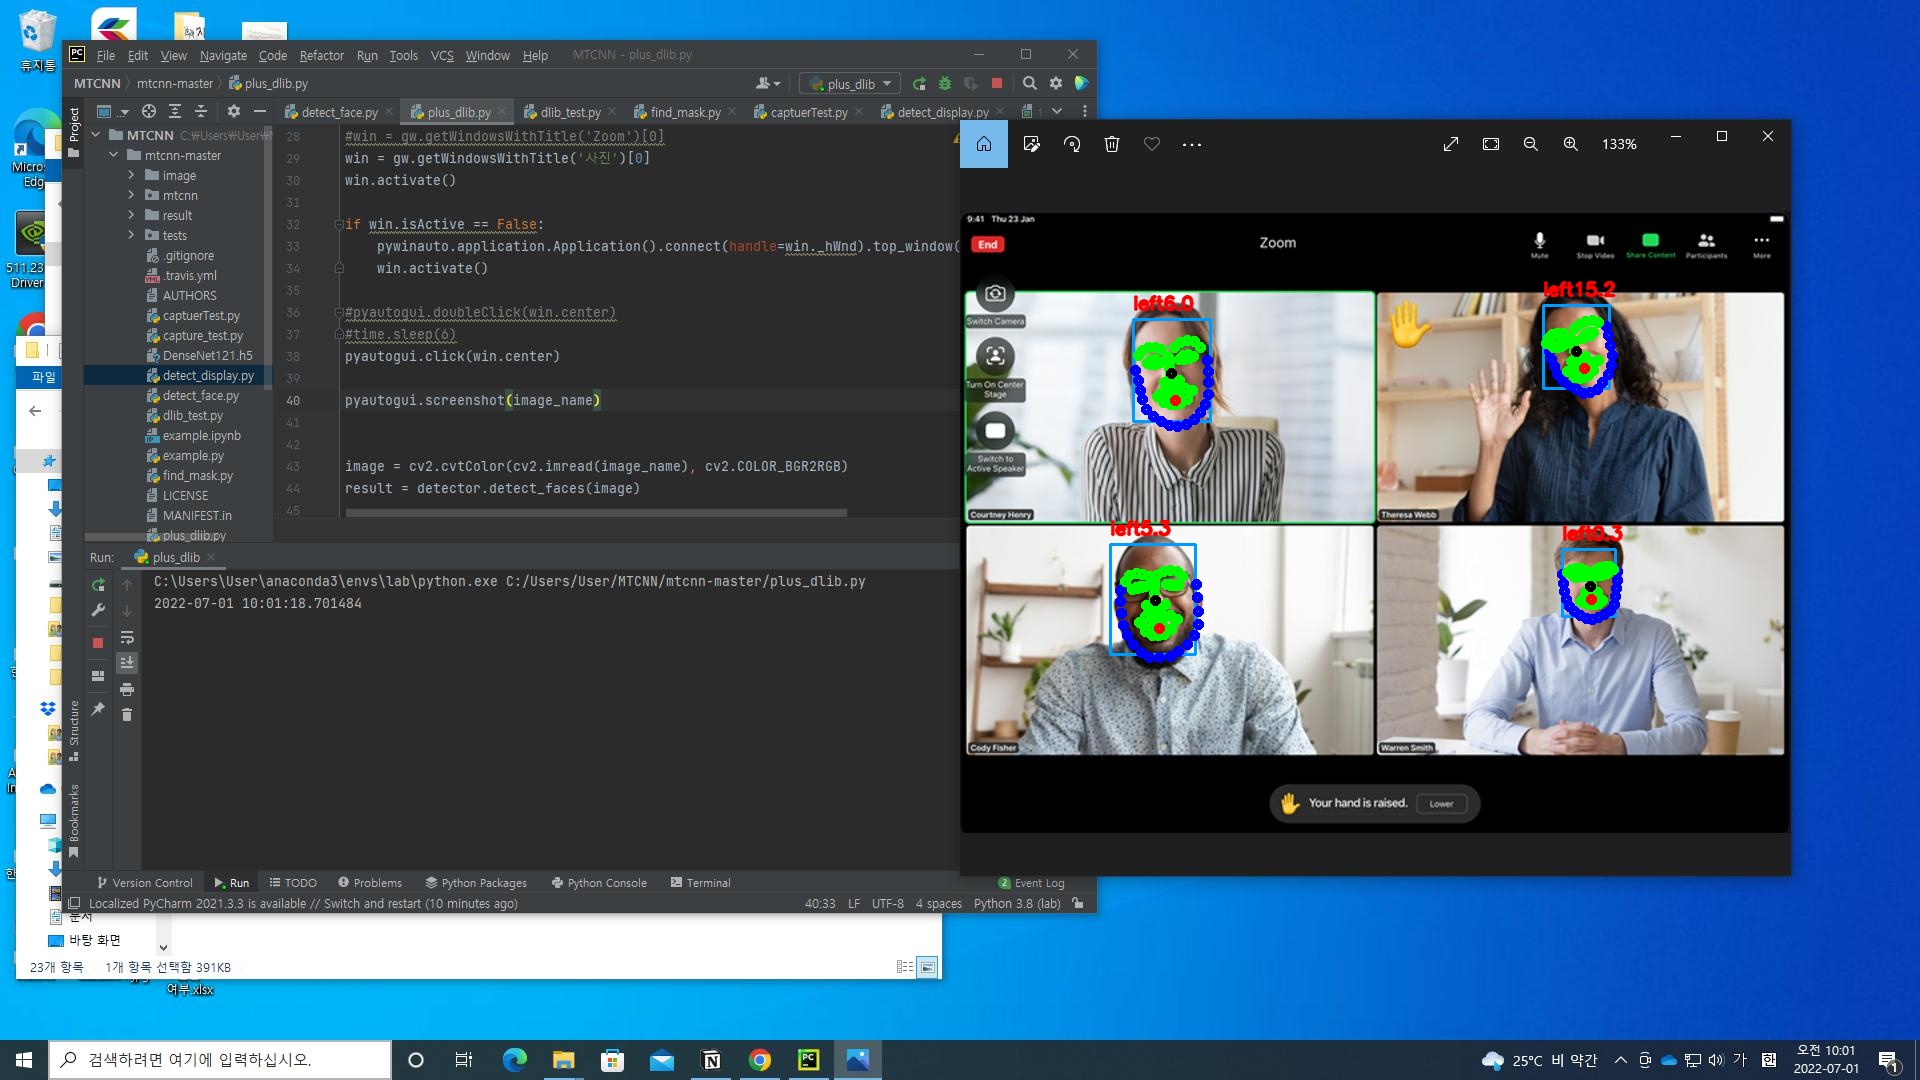 휴지통
File Edit View Navigate Code Refactor Run Tools VCS Window Help MTCNN - plus_dlib.py
MTCNN mtcnn-master plus_dlib.py
plus_dlib
Project
detect_face.py plus_dlib.py dlib_test.py find_mask.py captuerTest.py detect_display.py
MTCNN C:₩Users₩User₩
mtcnn-master
image
mtcnn
result
tests
.gitignore
.travis.yml
AUTHORS
captuerTest.py
capture_test.py
DenseNet121.h5
detect_display.py
detect_face.py
dlib_test.py
example.ipynb
example.py
find_mask.py
LICENSE
MANIFEST.in
plus_dlib.py
28 #win = gw.getWindowsWithTitle('Zoom')[0]
29 win = gw.getWindowsWithTitle('사진')[0]
30 win.activate()
31
32 if win.isActive == False:
33 pywinauto.application.Application().connect(handle=win._hWnd).top_window(
34 win.activate()
35
36 #pyautogui.doubleClick(win.center)
37 #time.sleep(6)
38 pyautogui.click(win.center)
39
40 pyautogui.screenshot(image_name)
41
42
43 image = cv2.cvtColor(cv2.imread(image_name), cv2.COLOR_BGR2RGB)
44 result = detector.detect_faces(image)
45
Run: plus_dlib
C:\Users\User\anaconda3\envs\lab\python.exe C:/Users/User/MTCNN/mtcnn-master/plus_dlib.py
2022-07-01 10:01:18.701484
Structure
Bookmarks
Version Control Run TODO Problems Python Packages Python Console Terminal
2 Event Log
Localized PyCharm 2021.3.3 is available // Switch and restart (10 minutes ago)
40:33 LF UTF-8 4 spaces Python 3.8 (lab)
Edge
511.23
Driver
파일
문서
바탕 화면
23개 항목 1개 항목 선택함 391KB
여부.xlsx
133%
9:41 Thu 23 Jan
End
Zoom
Mute Stop Video Share Content Participants More
Switch Camera
Turn On Center
Stage
Switch to
Active Speaker
left6.0
left15.2
Courtney Henry
Theresa Webb
left5.3
left0.3
Cody Fisher
Warren Smith
Your hand is raised. Lower
검색하려면 여기에 입력하십시오.
25°C 비 약간
가
한
오전 10:01
2022-07-01
1